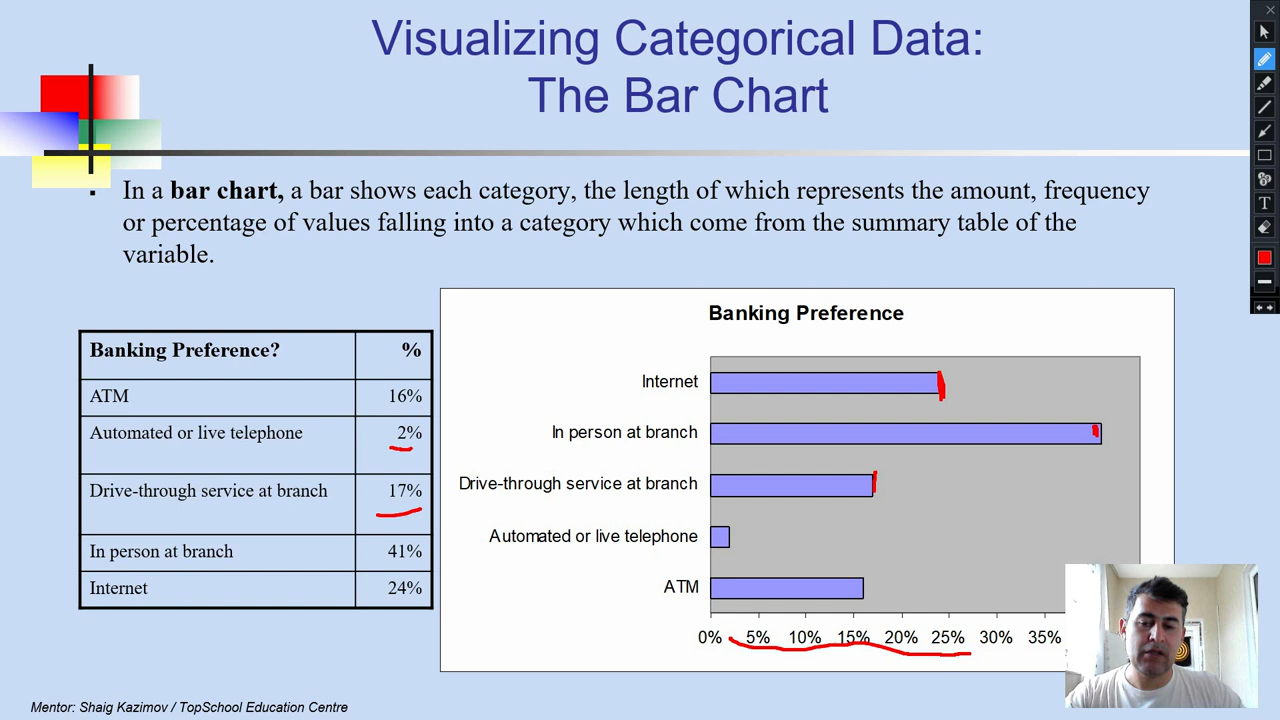 Visualizing Categorical Data:
The Bar Chart
In a bar chart, a bar shows each category, the length of which represents the amount, frequency
or percentage of values falling into a category which come from the summary table of the
variable.
Banking Preference? %
ATM 16%
Automated or live telephone 2%
Drive-through service at branch 17%
In person at branch 41%
Internet 24%
Banking Preference
Internet
In person at branch
Drive-through service at branch
Automated or live telephone
ATM
0% 5% 10% 15% 20% 25% 30% 35%
Mentor: Shaig Kazimov / TopSchool Education Centre
T